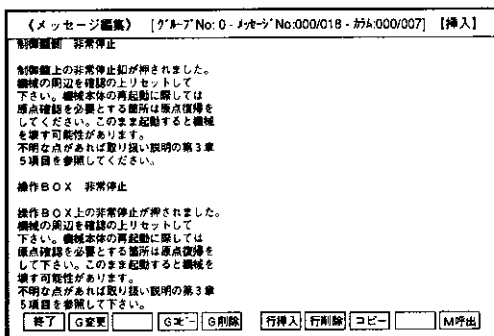 《メッセージ編集》 [ｸﾞﾙｰﾌﾟNo: 0 - ﾒｯｾｰｼﾞNo:000/016 - ｶﾗﾑ:000/007] 【挿入】
制御盤側 非常停止
制御盤上の非常停止釦が押されました。
機械の周辺を確認の上リセットして
下さい。機械本体の再起動に際しては
原点確認を必要とする箇所は原点復帰を
してください。このまま起動すると機械
を壊す可能性があります。
不明な点があれば取り扱い説明の第3章
5項目を参照してください。
操作BOX 非常停止
操作BOX上の非常停止が押されました。
機械の周辺を確認の上リセットして
下さい。機械本体の再起動に際しては
原点確認を必要とする箇所は原点復帰を
して下さい。このまま起動すると機械を
壊す可能性があります。
不明な点があれば取り扱い説明の第3章
5項目を参照して下さい。
終了 G変更 Gｺﾋﾟｰ G削除 行挿入 行削除 コピー M呼出